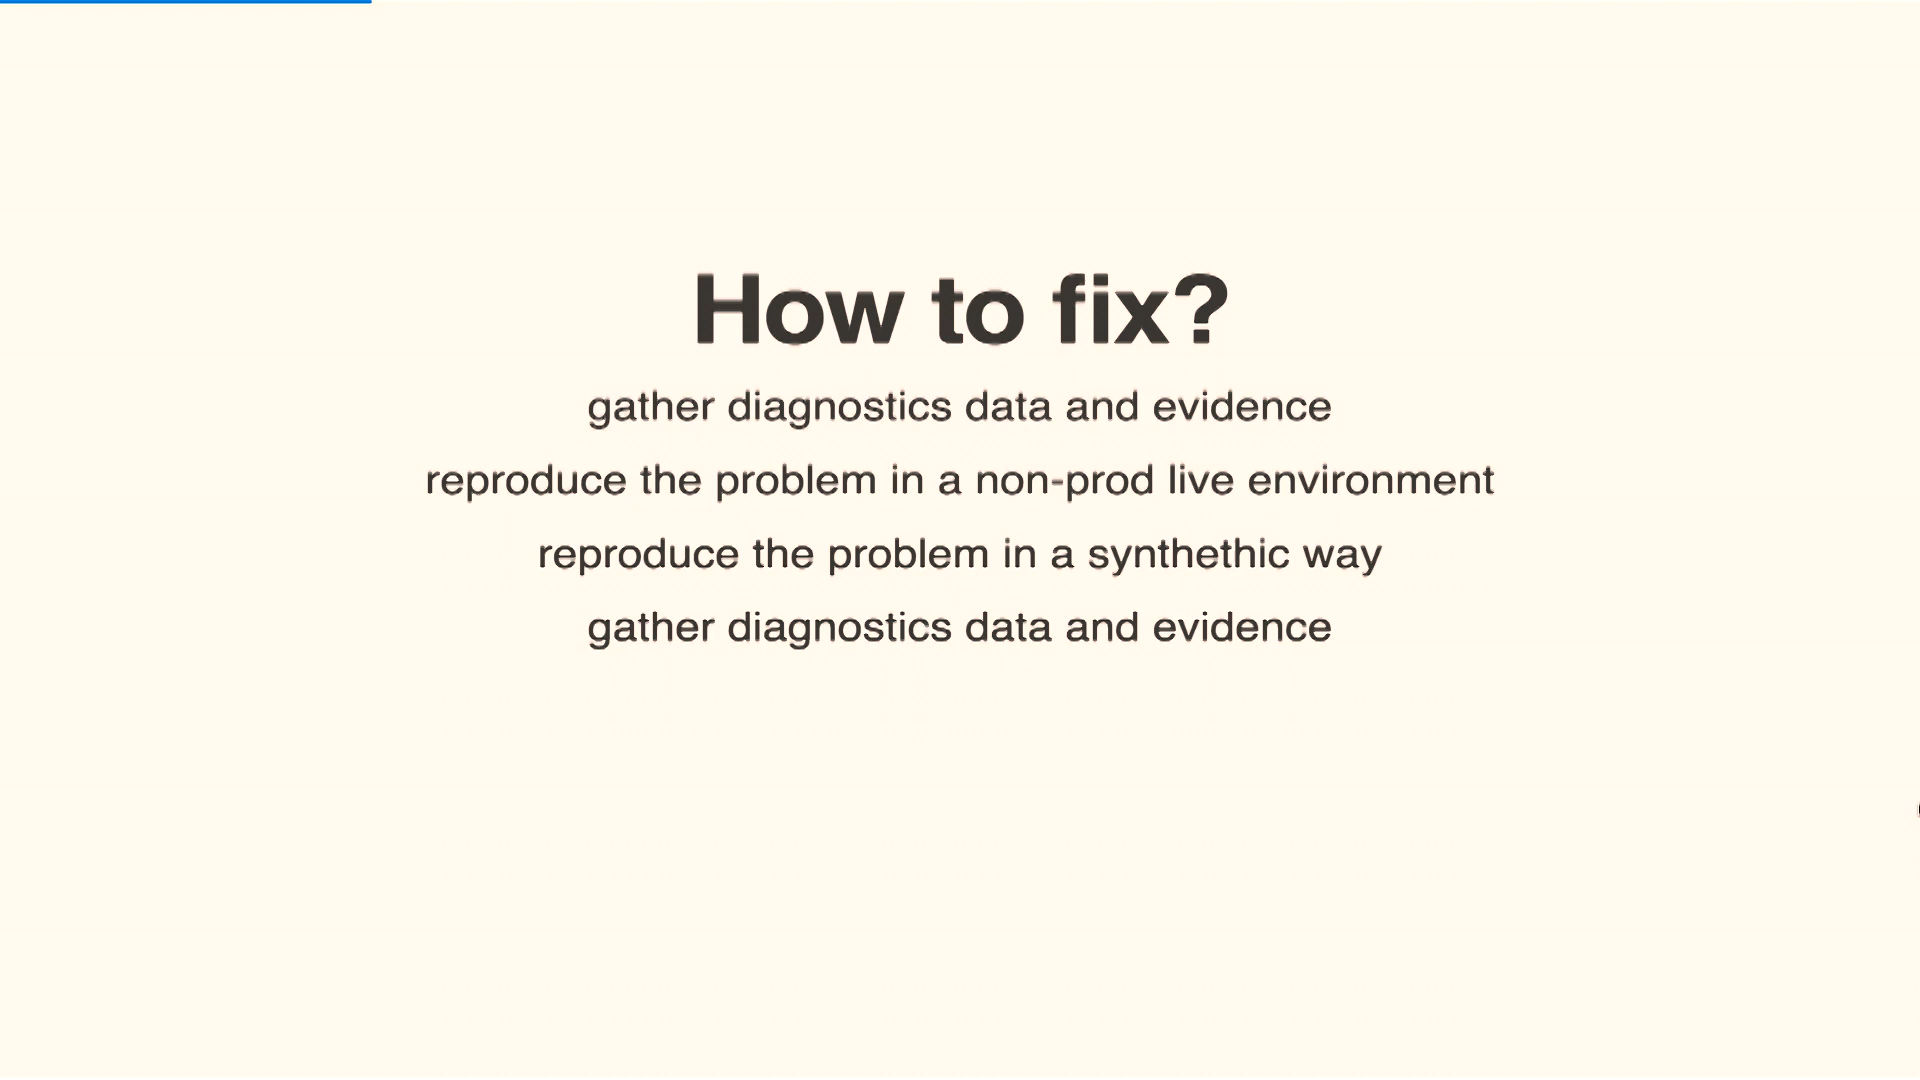 How to fix?
gather diagnostics data and evidence
reproduce the problem in a non-prod live environment
reproduce the problem in a synthethic way
gather diagnostics data and evidence